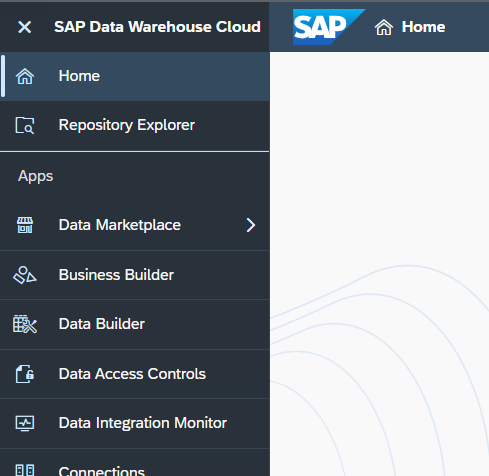 SAP Data Warehouse Cloud
SAP
Home
Home
Repository Explorer
Apps
Data Marketplace
Business Builder
Data Builder
Data Access Controls
Data Integration Monitor
Connections